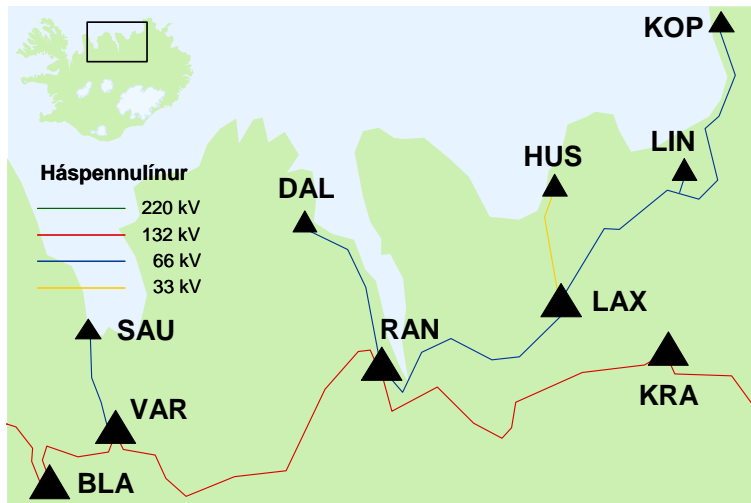 KOP
HUS
LIN
Háspennulínur
DAL
220 kV
132 kV
66 kV
33 kV
LAX
SAU
RAN
KRA
VAR
BLA